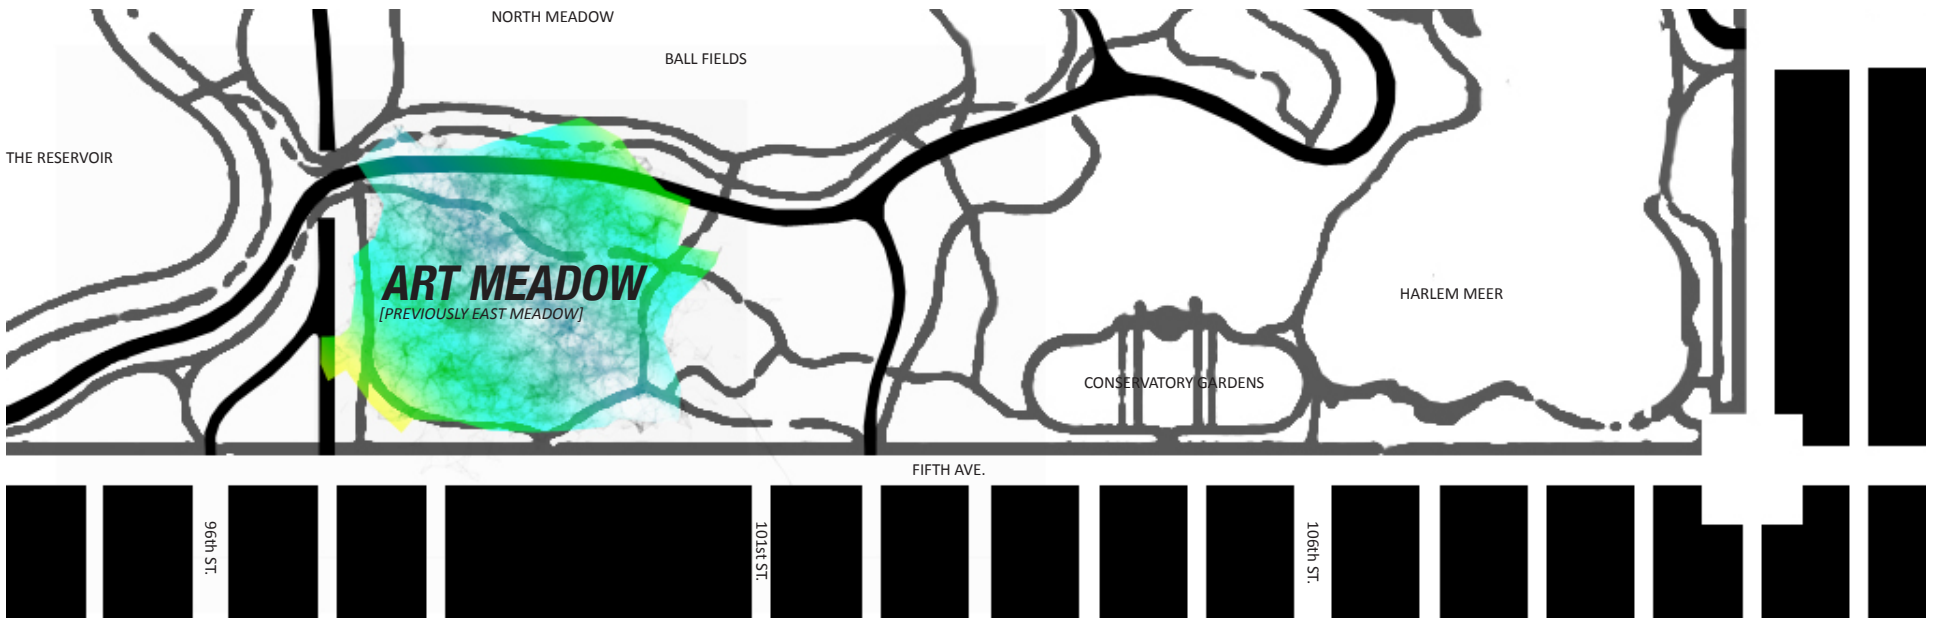 NORTH MEADOW
BALL FIELDS
THE RESERVOIR
ART MEADOW
[PREVIOUSLY EAST MEADOW]
HARLEM MEER
CONSERVATORY GARDENS
FIFTH AVE.
96th ST.
101st ST.
106th ST.